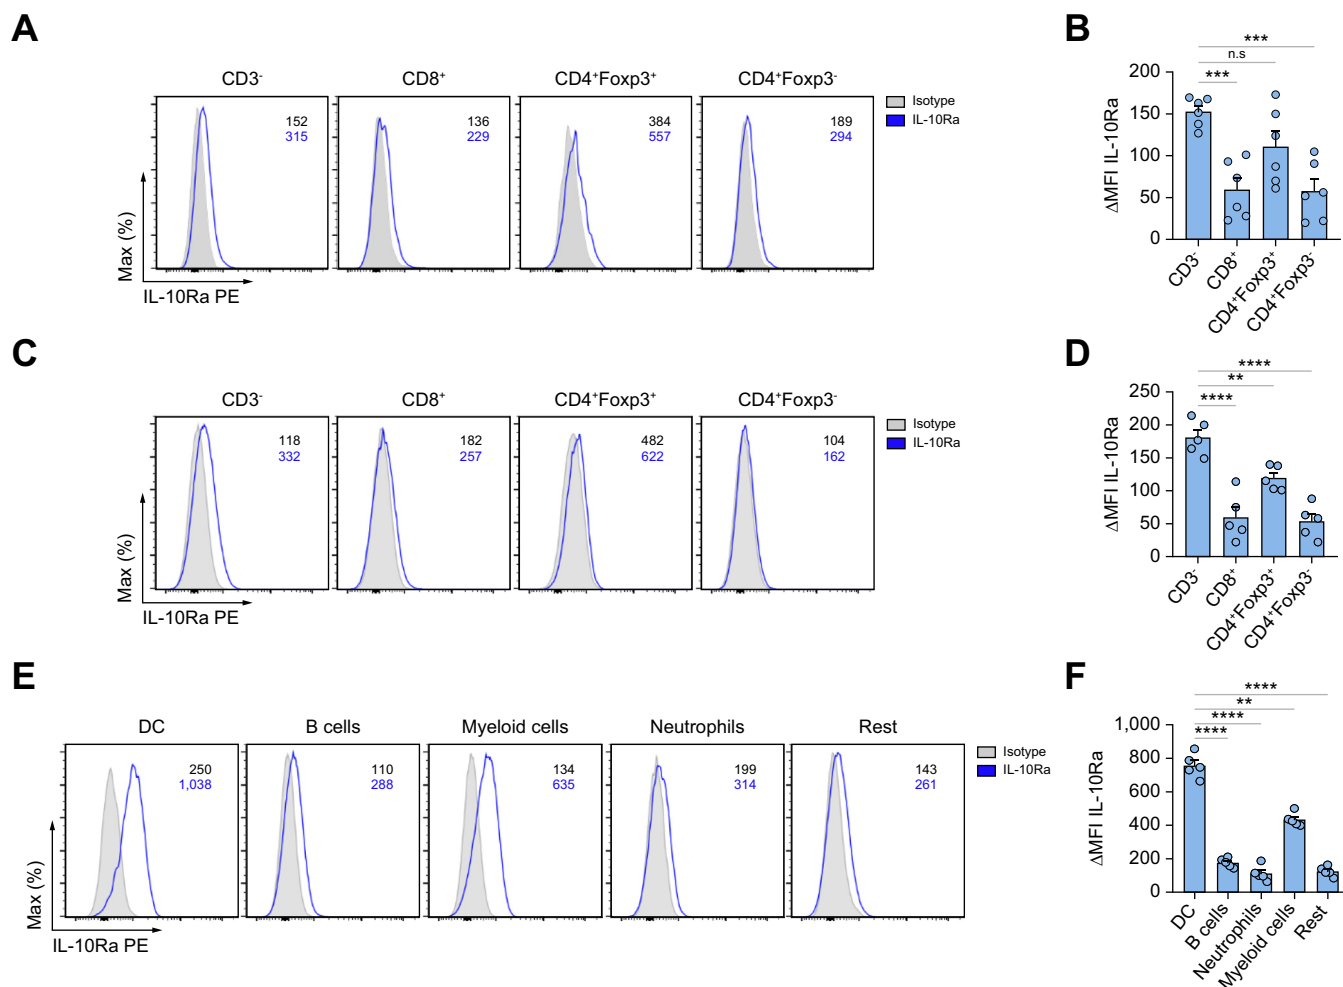 A
CD3-
CD8+
CD4+Foxp3+
CD4+Foxp3-
152
315
136
229
384
557
189
294
Isotype
IL-10Ra
Max (%)
IL-10Ra PE
B
***
n.s
***
200
150
100
50
0
ΔMFI IL-10Ra
CD3-
CD8+
CD4+Foxp3+
CD4+Foxp3-
C
CD3-
CD8+
CD4+Foxp3+
CD4+Foxp3-
118
332
182
257
482
622
104
162
Isotype
IL-10Ra
Max (%)
IL-10Ra PE
D
****
**
****
250
200
150
100
50
0
ΔMFI IL-10Ra
CD3-
CD8+
CD4+Foxp3+
CD4+Foxp3-
E
DC
B cells
Myeloid cells
Neutrophils
Rest
250
1,038
110
288
134
635
199
314
143
261
Isotype
IL-10Ra
Max (%)
IL-10Ra PE
F
****
**
****
****
1,000
800
600
400
200
0
ΔMFI IL-10Ra
DC
B cells
Neutrophils
Myeloid cells
Rest